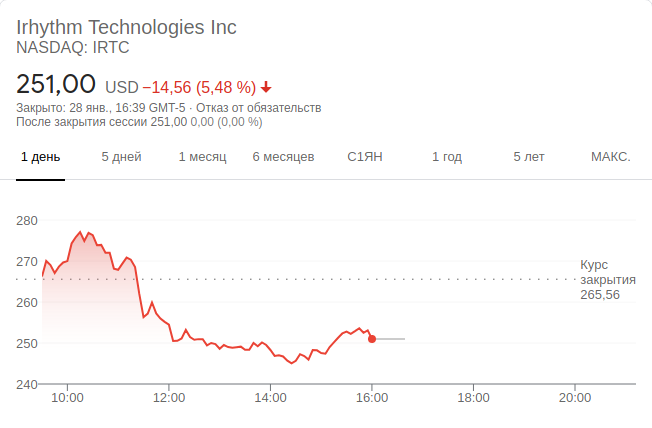 Irhythm Technologies Inc
NASDAQ: IRTC
251,00 USD −14,56 (5,48 %)
Закрыто: 28 янв., 16:39 GMT-5 · Отказ от обязательств
После закрытия сессии 251,00 0,00 (0,00 %)
1 день 5 дней 1 месяц 6 месяцев С1ЯН 1 год 5 лет МАКС.
280
270
Курс
закрытия
265,56
260
250
240
10:00 12:00 14:00 16:00 18:00 20:00